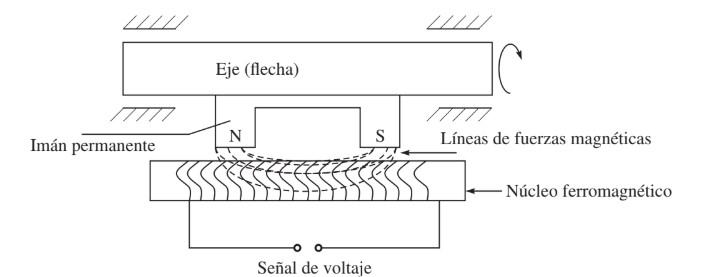 Eje (flecha)
Imán permanente
N
S
Líneas de fuerzas magnéticas
Núcleo ferromagnético
Señal de voltaje